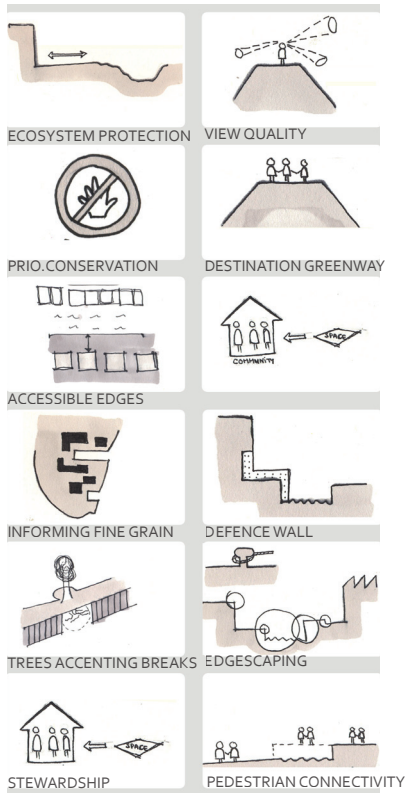 ECOSYSTEM PROTECTION
VIEW QUALITY
PRIO.CONSERVATION
DESTINATION GREENWAY
ACCESSIBLE EDGES
SPACE
COMMUNITY
INFORMING FINE GRAIN
DEFENCE WALL
TREES ACCENTING BREAKS
EDGESCAPING
SPACE
STEWARDSHIP
PEDESTRIAN CONNECTIVITY